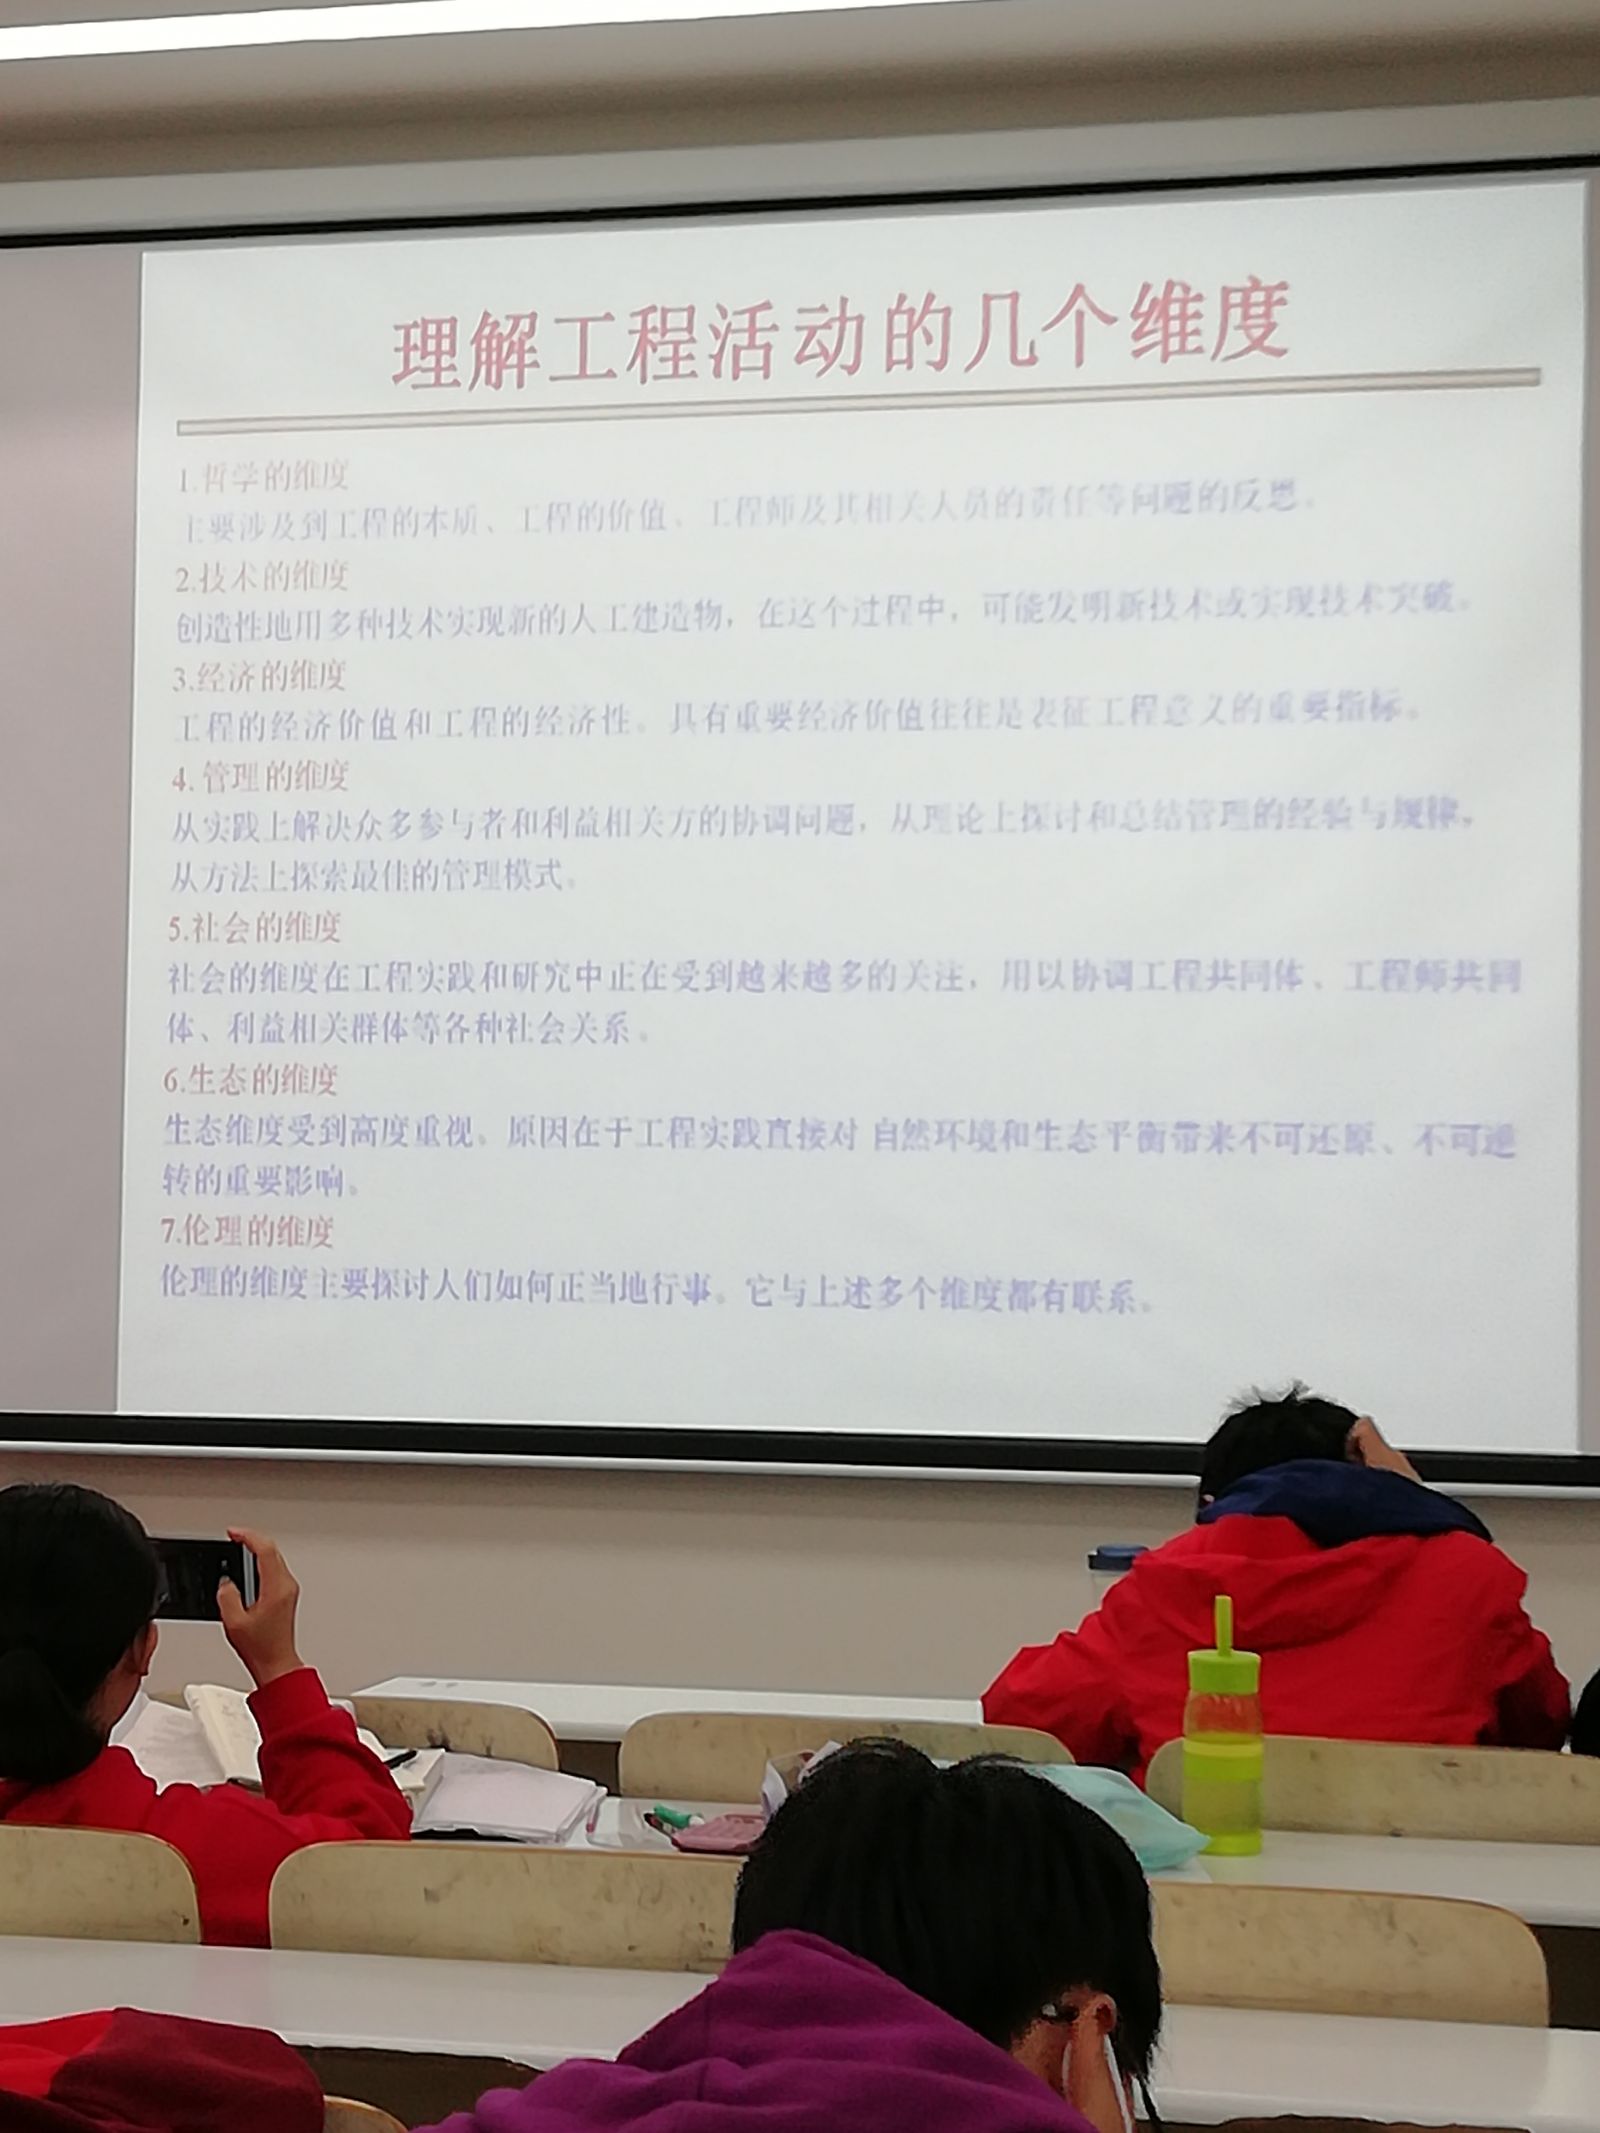 理解工程活动的几个维度
1.哲学的维度
主要涉及到工程的本质、工程的价值、工程师及其相关人员的责任等问题的反思。
2.技术的维度
创造性地用多种技术实现新的人工建造物，在这个过程中，可能发明新技术或实现技术突破。
3.经济的维度
工程的经济价值和工程的经济性。具有重要经济价值往往是表征工程意义的重要指标。
4.管理的维度
从实践上解决众多参与者和利益相关方的协调问题，从理论上探讨和总结管理的经验与规律，
从方法上探索最佳的管理模式。
5.社会的维度
社会的维度在工程实践和研究中正在受到越来越多的关注，用以协调工程共同体、工程师共同
体、利益相关群体等各种社会关系。
6.生态的维度
生态维度受到高度重视。原因在于工程实践直接对 自然环境和生态平衡带来不可还原、不可逆
转的重要影响。
7.伦理的维度
伦理的维度主要探讨人们如何正当地行事。它与上述多个维度都有联系。